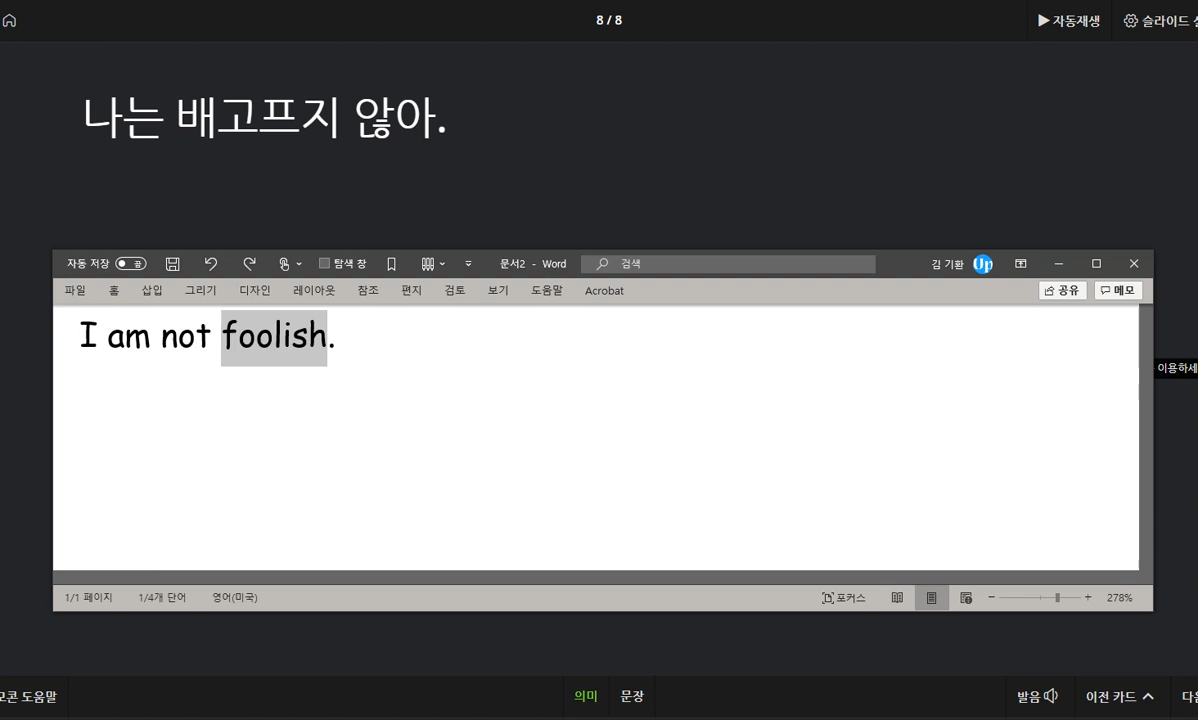 8 / 8
▶ 자동재생
슬라이드
나는 배고프지 않아.
자동 저장 끔 탐색 창 문서2 - Word 검색 김 기환 Up
파일 홈 삽입 그리기 디자인 레이아웃 참조 편지 검토 보기 도움말 Acrobat 공유 메모
I am not foolish.
이용하세
1/1 페이지 1/4개 단어 영어(미국) 포커스 − + 278%
도움말 의미 문장 발음 이전 카드